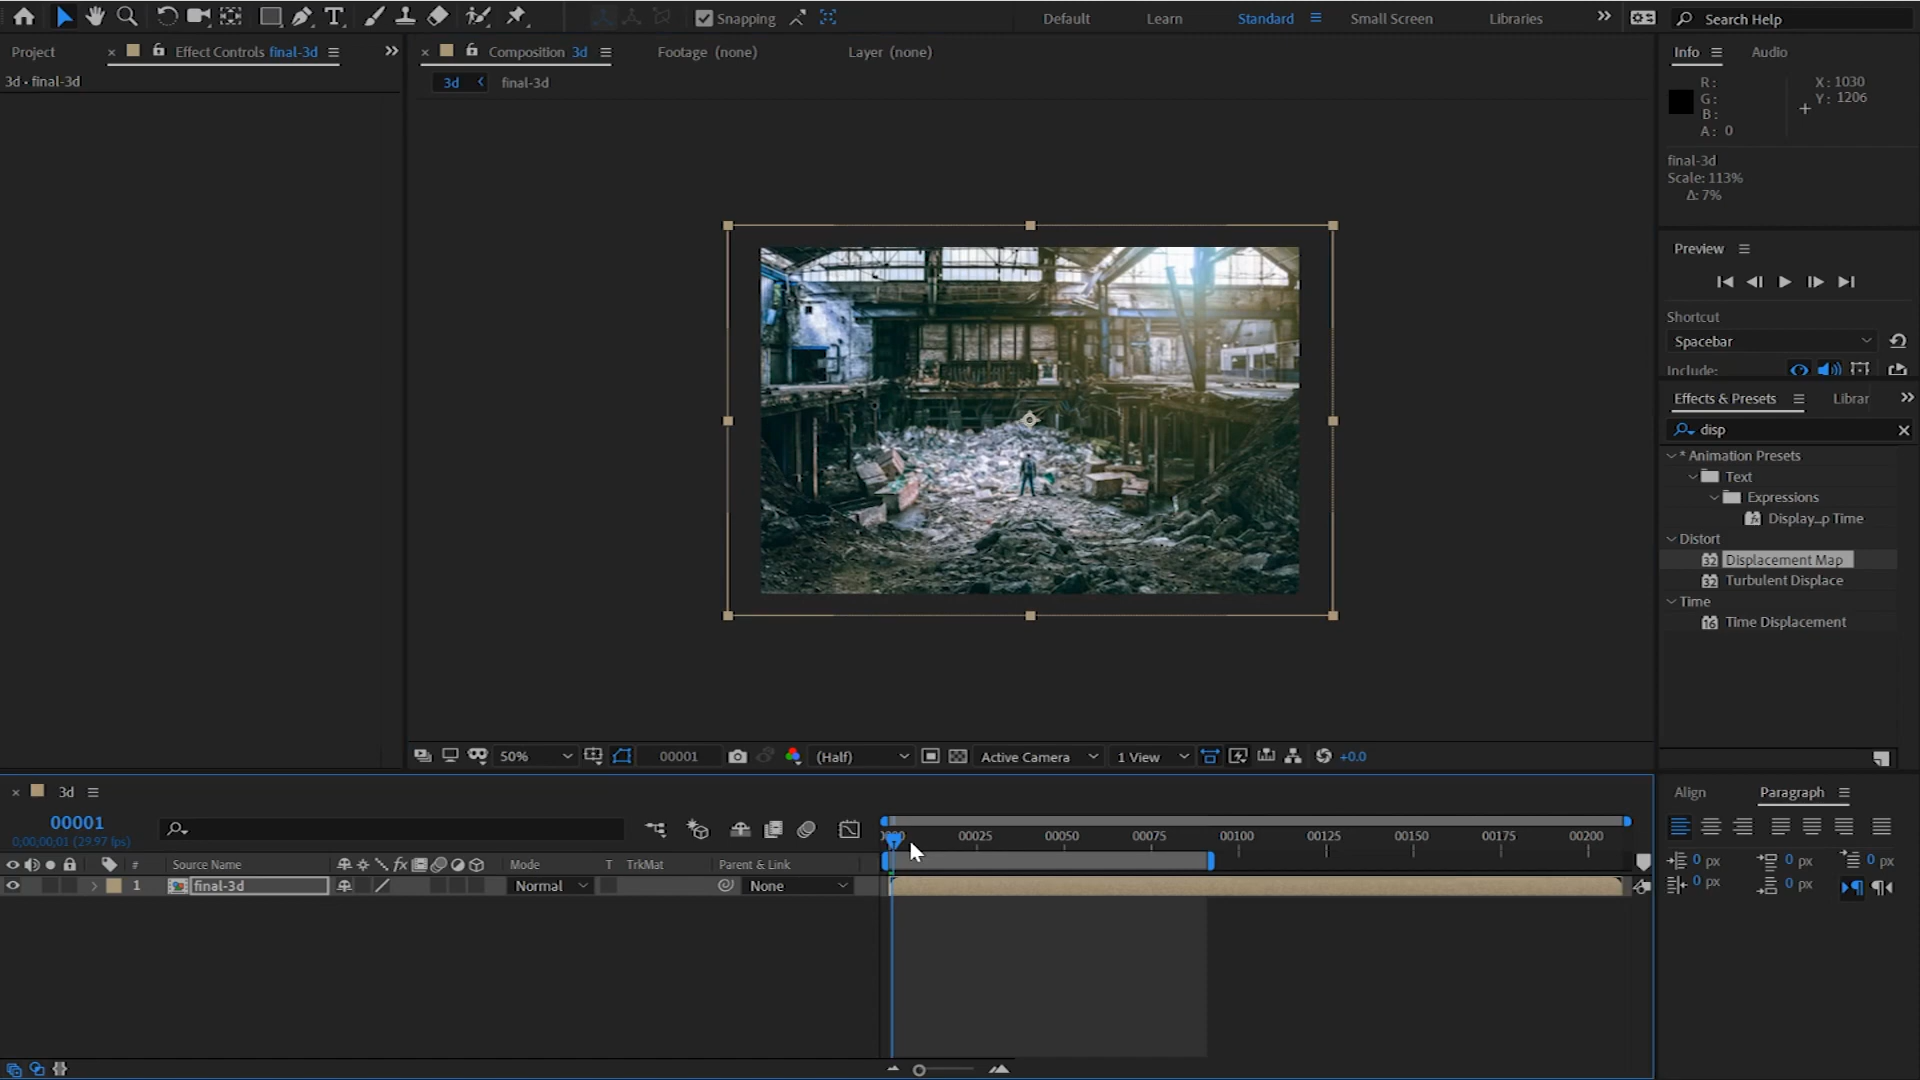 Snapping
Default
Learn
Standard
Small Screen
Libraries
Search Help
Project
Effect Controls final-3d
Composition 3d
Footage (none)
Layer (none)
Info
Audio
3d • final-3d
3d
final-3d
R:
G:
B:
A: 0
X: 1030
Y: 1206
final-3d
Scale: 113%
Δ: 7%
Preview
Shortcut
Spacebar
Include:
Effects & Presets
Librar
disp
* Animation Presets
Text
Expressions
Display...p Time
Distort
32 Displacement Map
32 Turbulent Displace
Time
16 Time Displacement
50%
00001
(Half)
Active Camera
1 View
+0.0
3d
Align
Paragraph
00001
0;00;00;01 (29.97 fps)
00025
00050
00075
00100
00125
00150
00175
00200
#
Source Name
fx
Mode
T
TrkMat
Parent & Link
1
final-3d
Normal
None
0 px
0 px
0 px
0 px
0 px